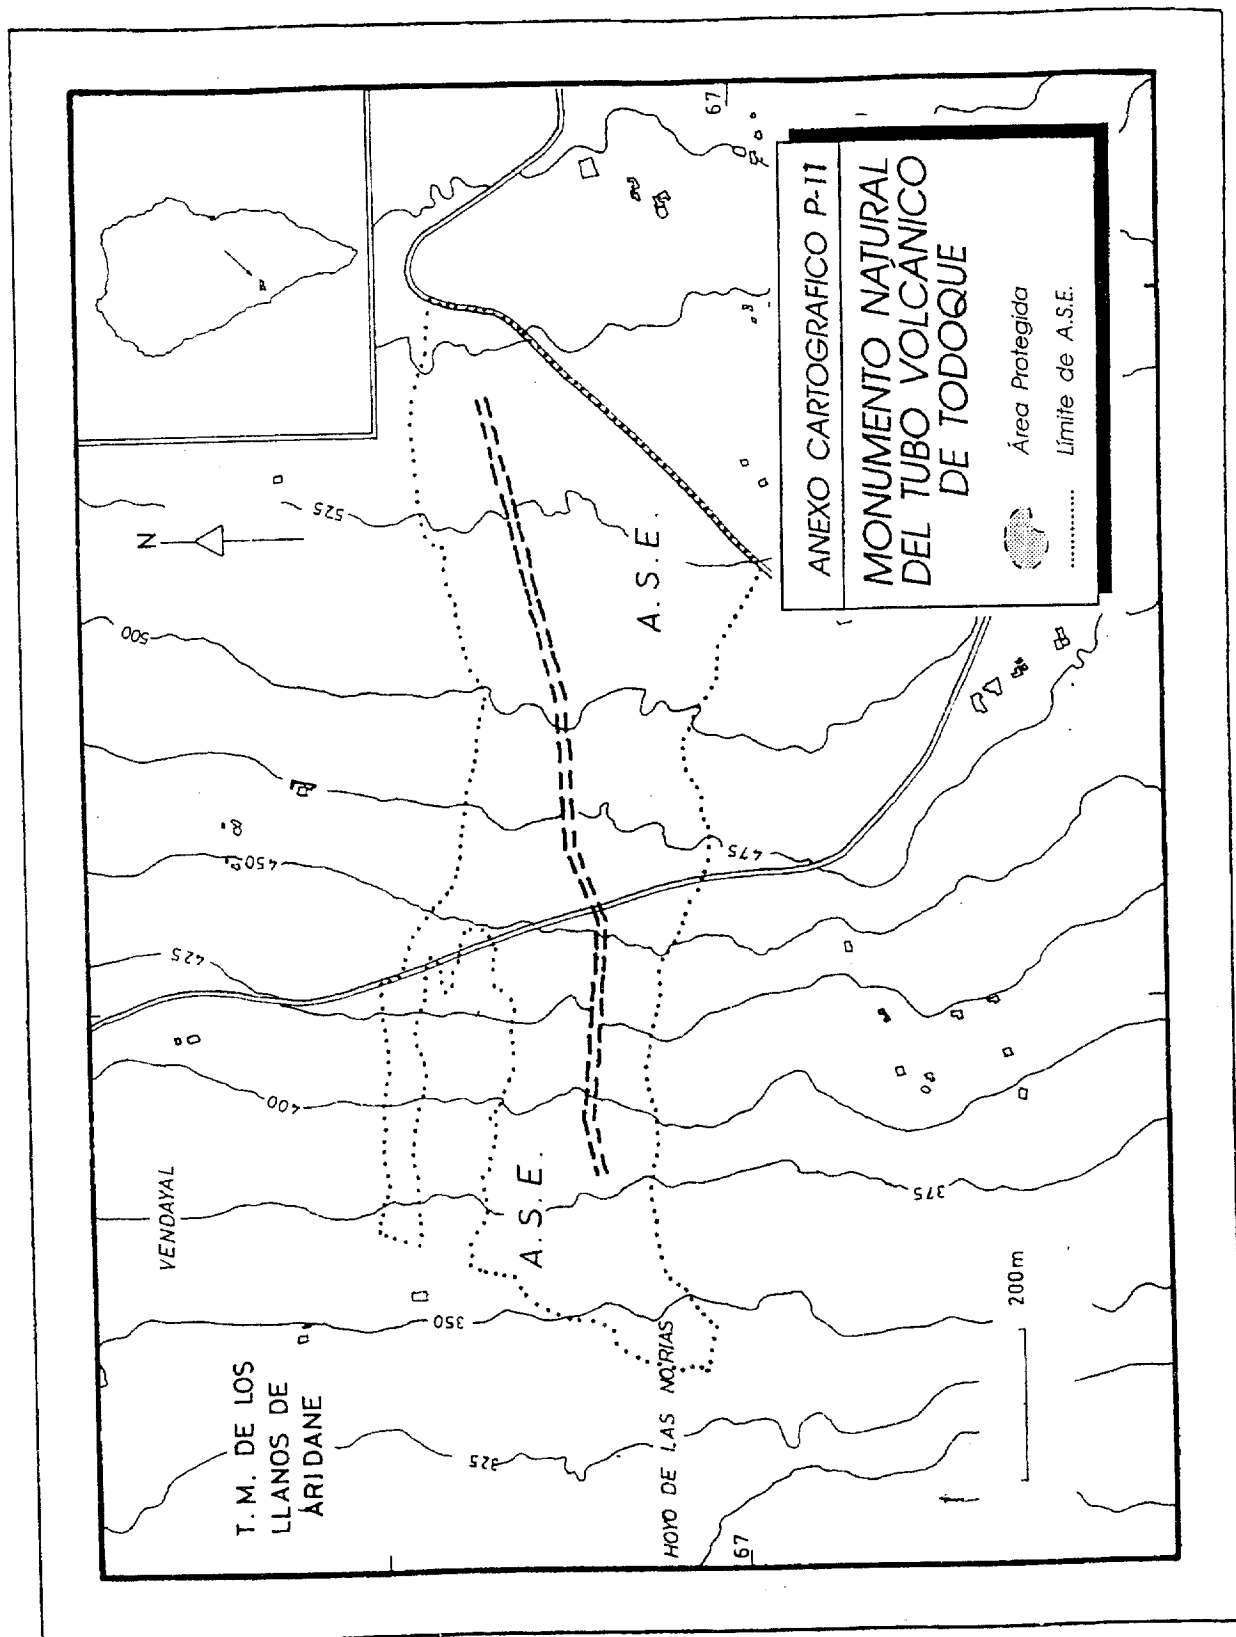 T. M. DE LOS
LLANOS DE
ÁRIDANE
VENDAYAL
N
325
350
400
425
450
500
525
A. S. E.
A. S. E.
475
375
HOYO DE LAS NORIAS
67
67
200m
ANEXO CARTOGRAFICO P-11
MONUMENTO NATURAL
DEL TUBO VOLCÁNICO
DE TODOQUE
Área Protegida
Límite de A.S.E.